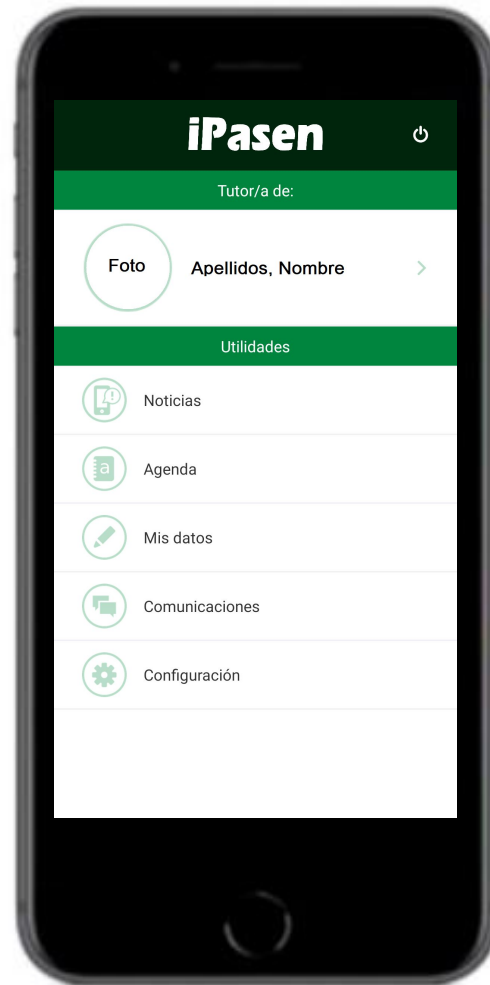 iPasen
Tutor/a de:
Foto
Apellidos, Nombre
Utilidades
Noticias
a
Agenda
Mis datos
Comunicaciones
Configuración